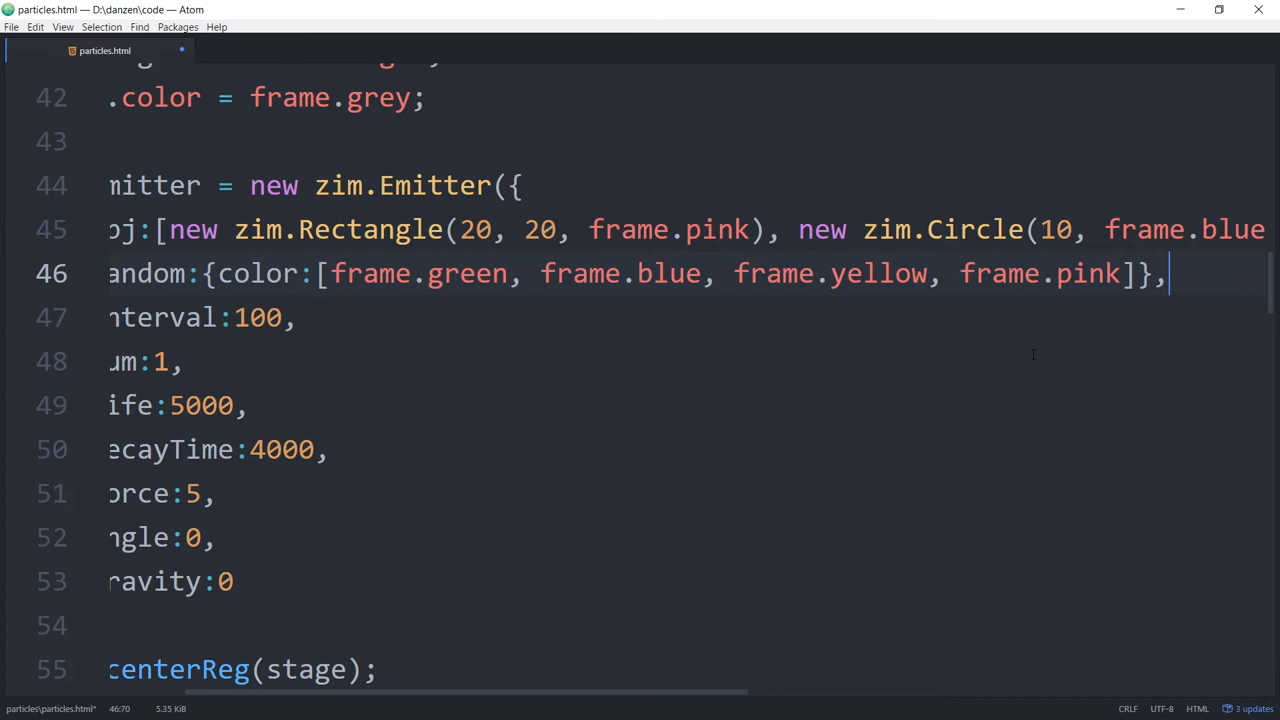 particles.html — D:\danzen\code — Atom
File Edit View Selection Find Packages Help
particles.html
42 .color = frame.grey;
43
44 mitter = new zim.Emitter({
45 bj:[new zim.Rectangle(20, 20, frame.pink), new zim.Circle(10, frame.blue
46 andom:{color:[frame.green, frame.blue, frame.yellow, frame.pink]},
47 nterval:100,
48 um:1,
49 ife:5000,
50 ecayTime:4000,
51 orce:5,
52 ngle:0,
53 ravity:0
54
55 centerReg(stage);
particles\particles.html* 46:70 5.35 KiB CRLF UTF-8 HTML 3 updates